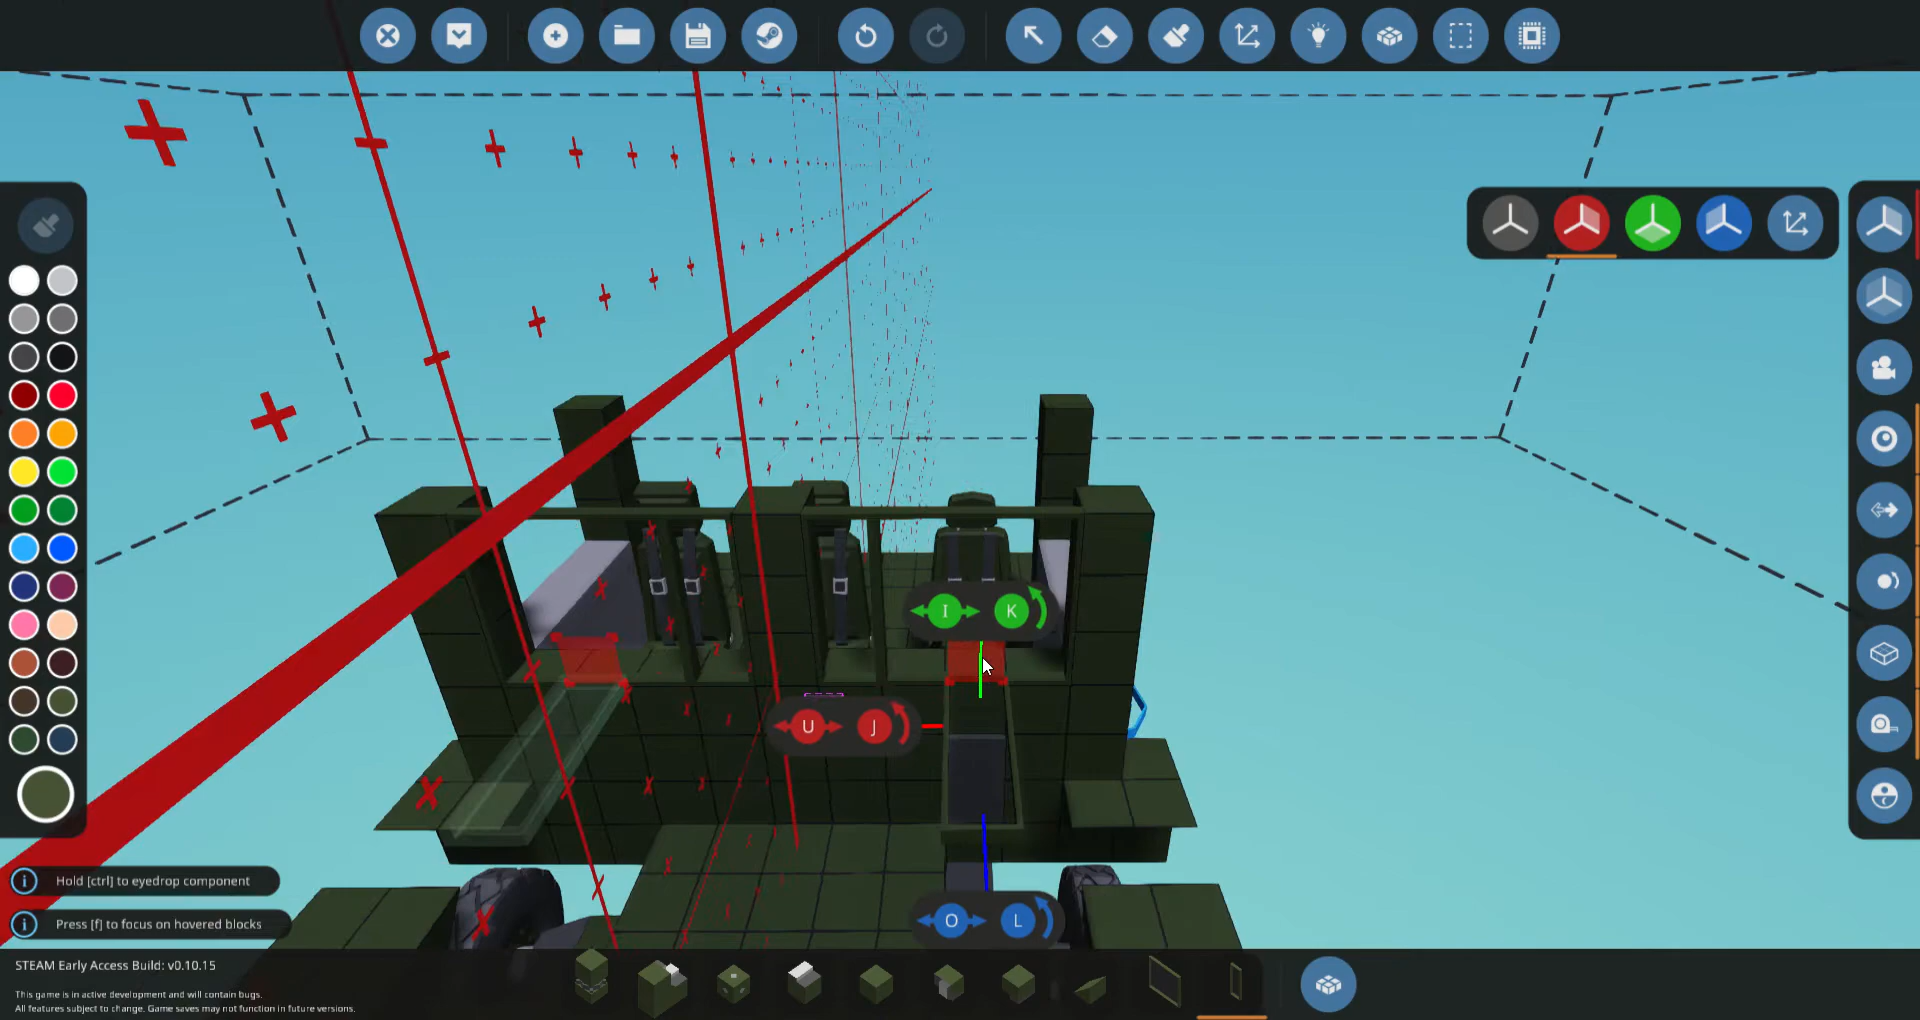 I K
U J
O L
Hold [ctrl] to eyedrop component
Press [f] to focus on hovered blocks
STEAM Early Access Build: v0.10.15
This game is in active development and will contain bugs.
All features subject to change. Game saves may not function in future versions.